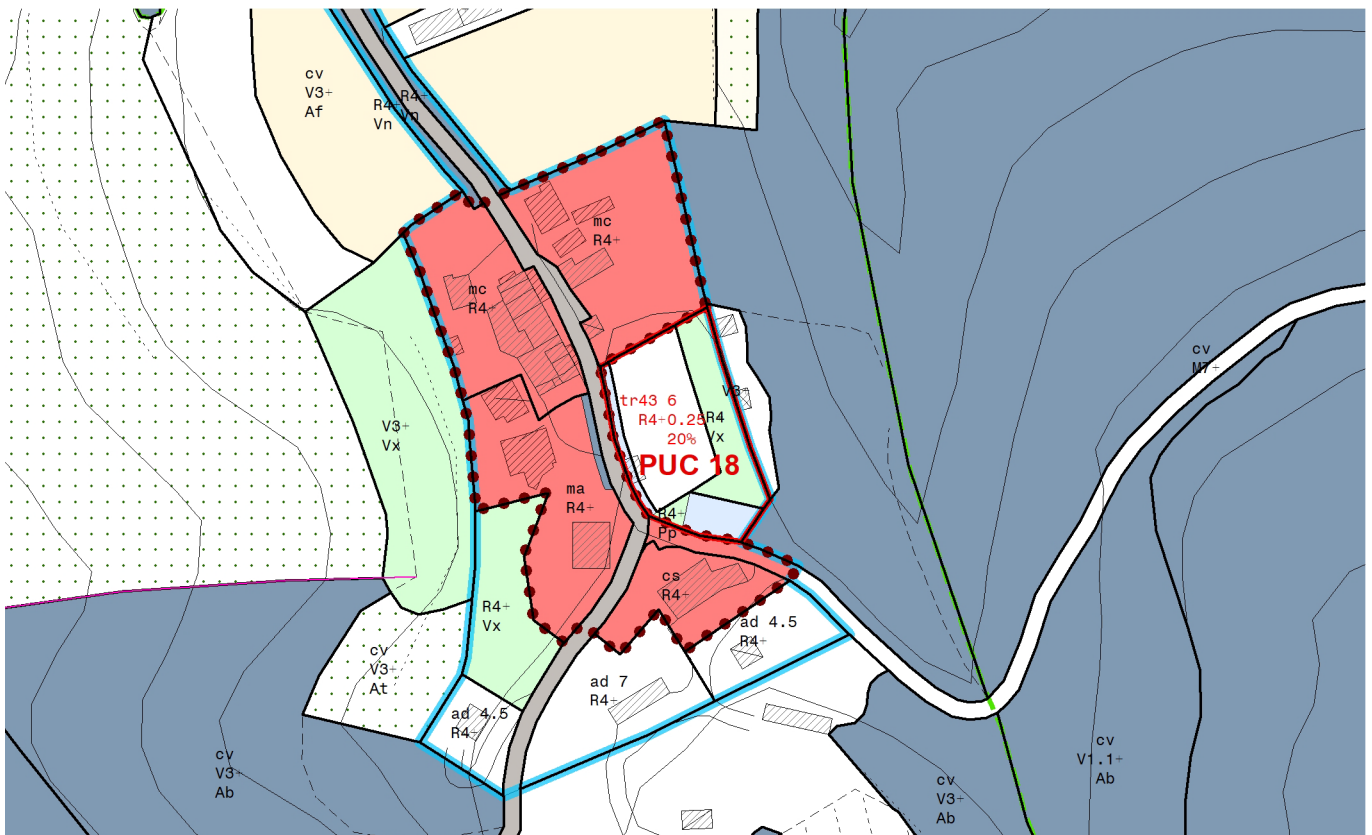 cv
V3+
Af
R4+
Vn
R4+
Vn
mc
R4+
mc
R4+
cv
M7+
V3+
Vx
tr43 6
R4+0.25
20%
V3+
R4
Vx
PUC 18
ma
R4+
R4+
Pp
cs
R4+
R4+
Vx
ad 4.5
R4+
cv
V3+
At
ad 7
R4+
ad 4.5
R4+
cv
V3+
Ab
cv
V1.1+
Ab
cv
V3+
Ab